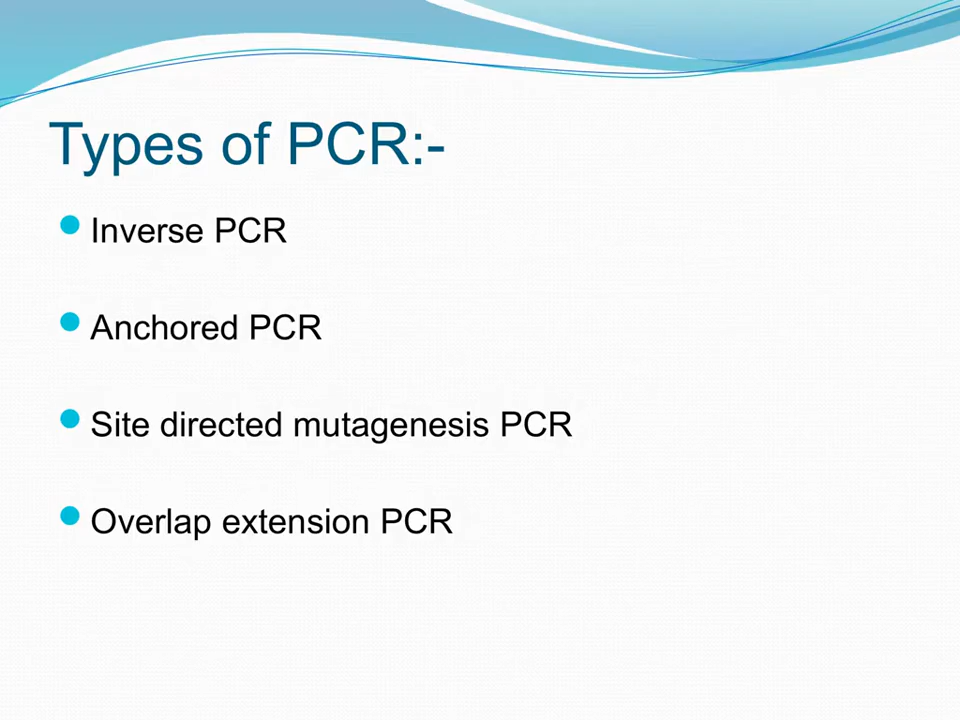 Types of PCR:-
Inverse PCR
Anchored PCR
Site directed mutagenesis PCR
Overlap extension PCR